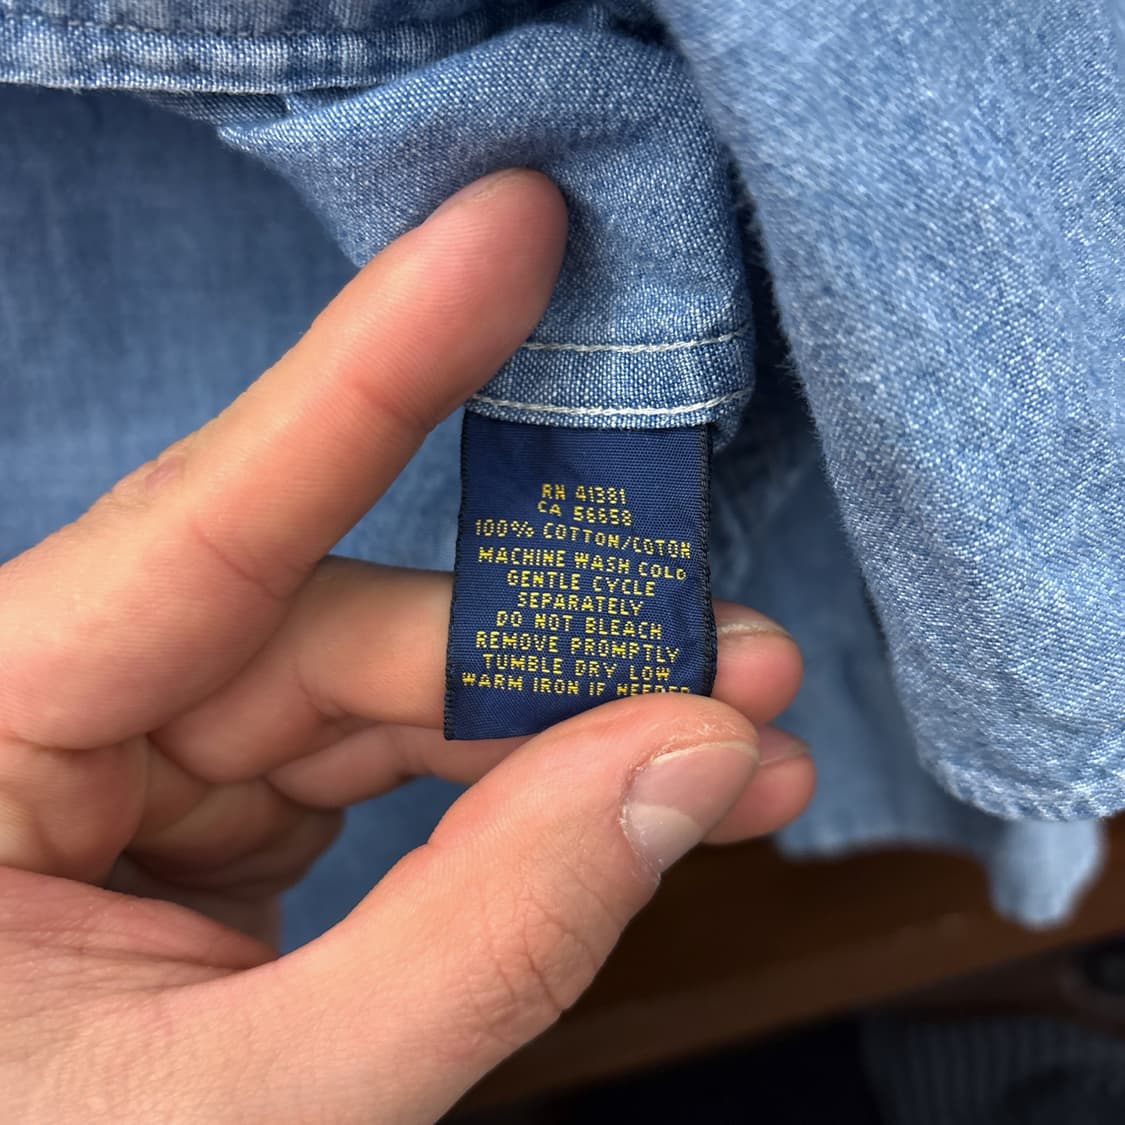 RN 41381
CA 56658
100% COTTON/COTON
MACHINE WASH COLD
GENTLE CYCLE
SEPARATELY
DO NOT BLEACH
REMOVE PROMPTLY
TUMBLE DRY LOW
WARM IRON IF NEEDED